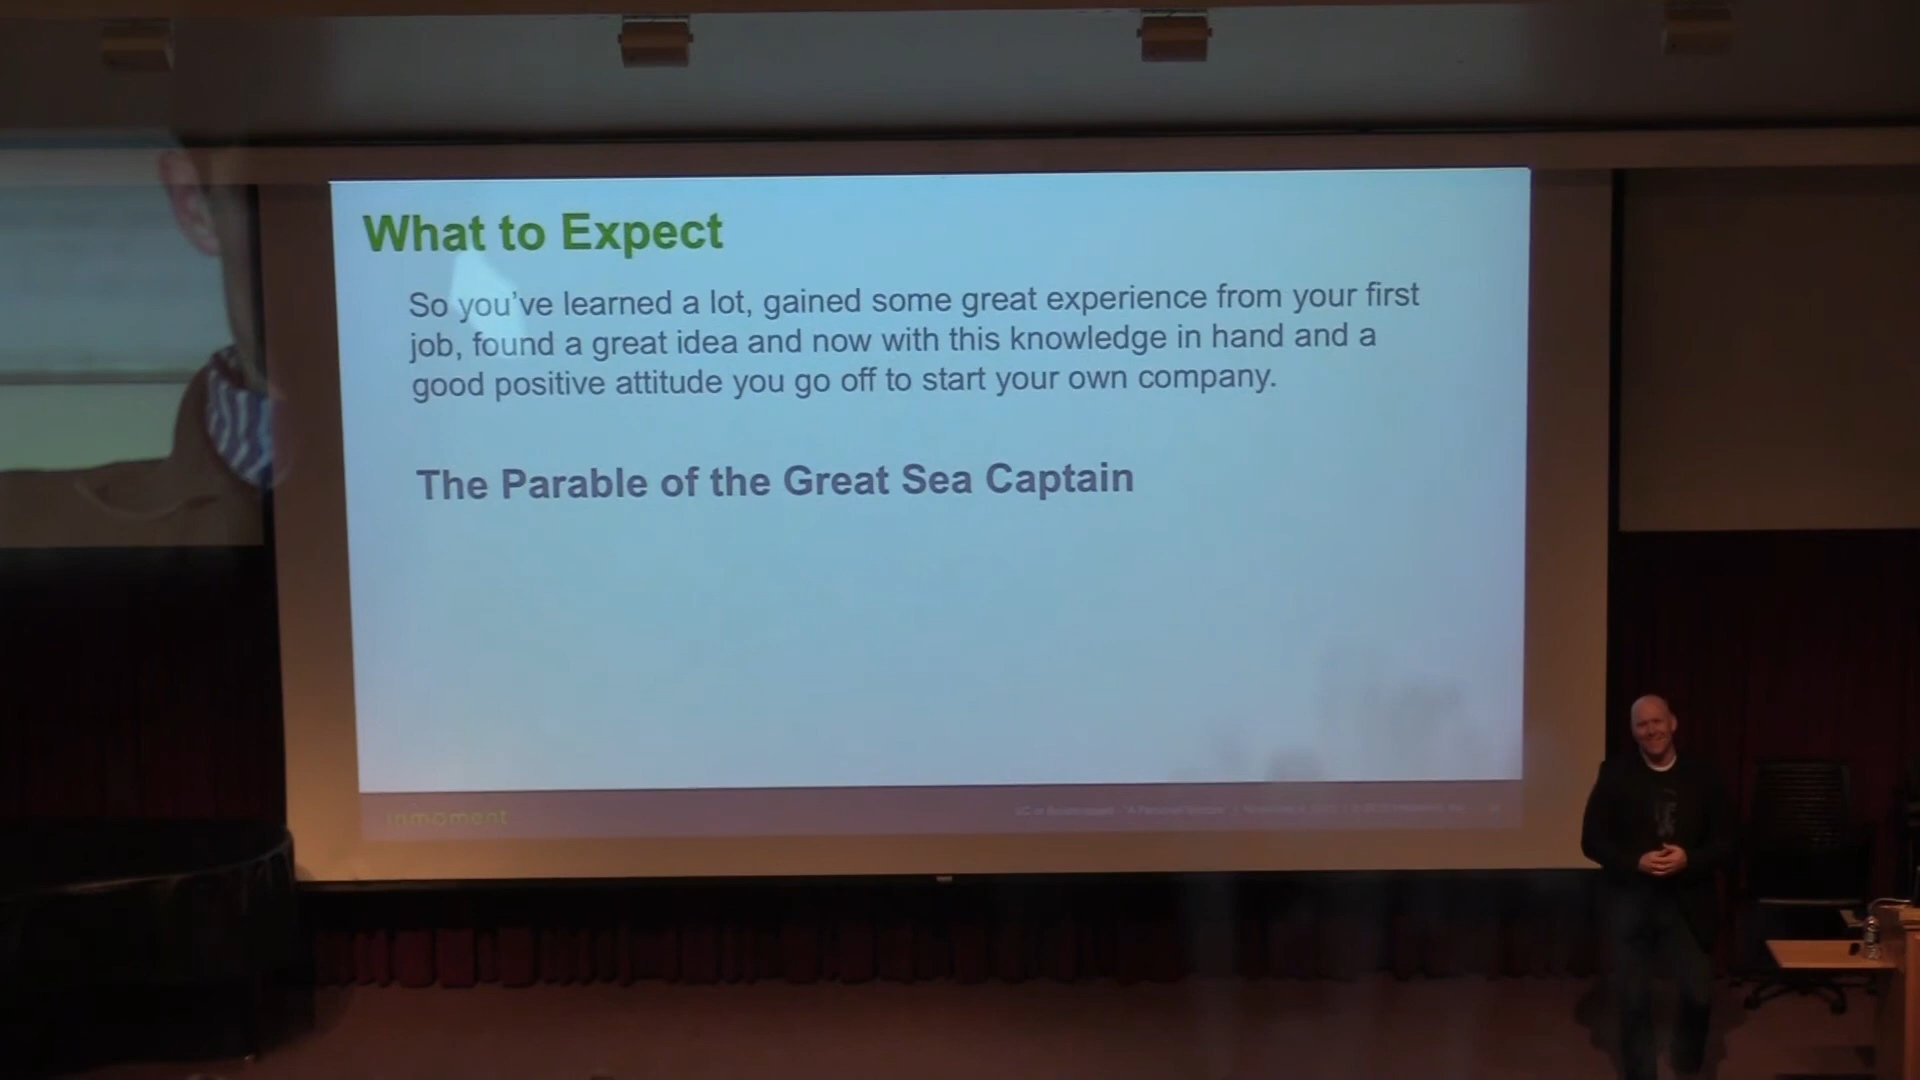 What to Expect
So you've learned a lot, gained some great experience from your first
job, found a great idea and now with this knowledge in hand and a
good positive attitude you go off to start your own company.
The Parable of the Great Sea Captain
inmoment